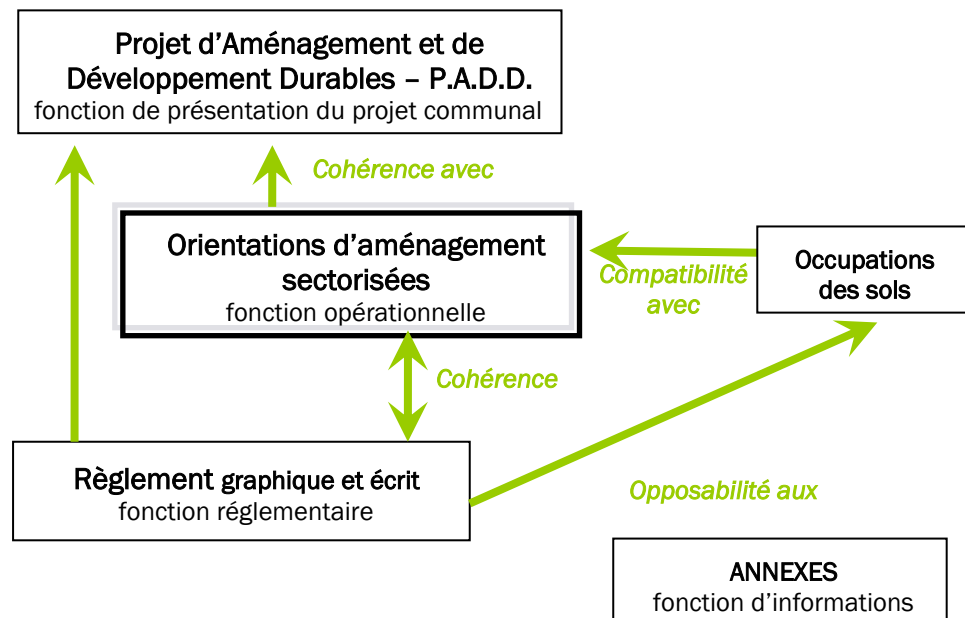 Projet d’Aménagement et de
Développement Durables – P.A.D.D.
fonction de présentation du projet communal
Cohérence avec
Orientations d’aménagement
sectorisées
fonction opérationnelle
Compatibilité
avec
Occupations
des sols
Cohérence
Règlement graphique et écrit
fonction réglementaire
Opposabilité aux
ANNEXES
fonction d’informations